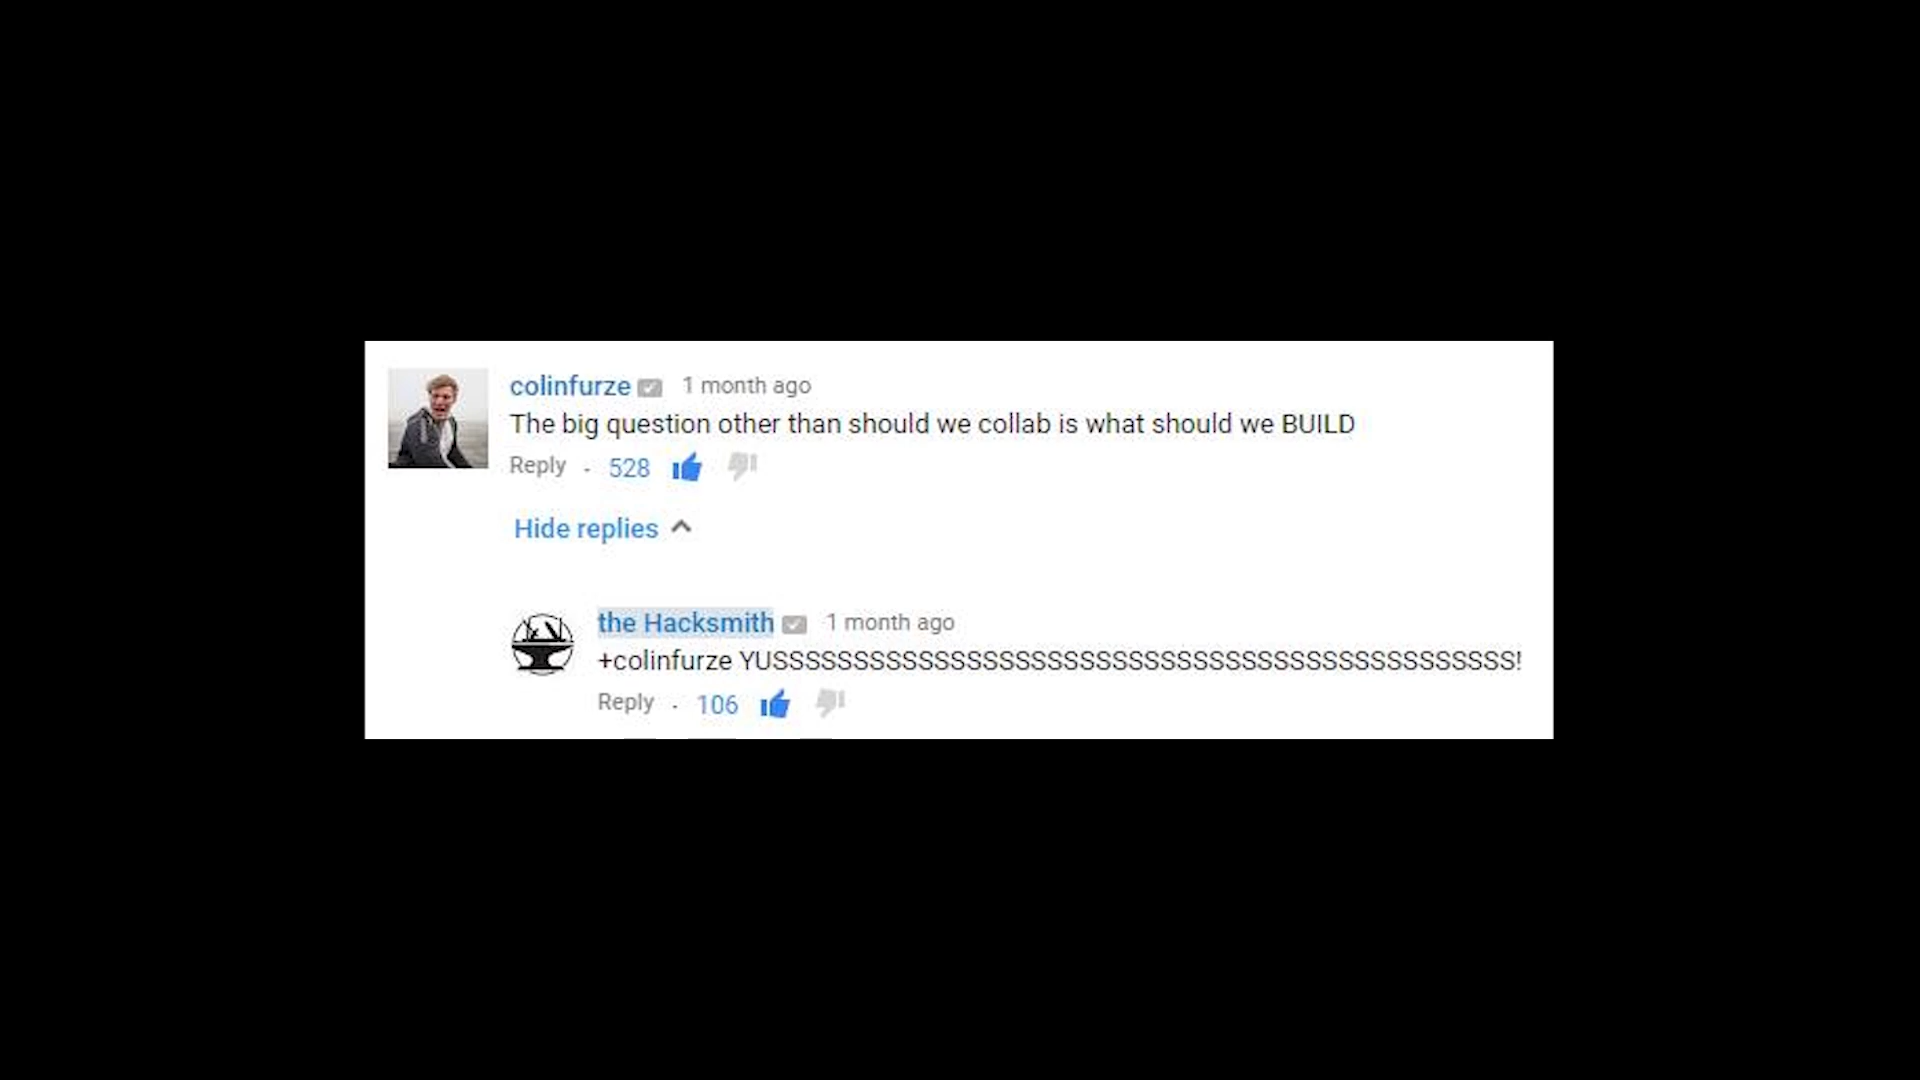 colinfurze 1 month ago
The big question other than should we collab is what should we BUILD
Reply · 528
Hide replies
the Hacksmith 1 month ago
+colinfurze YUSSSSSSSSSSSSSSSSSSSSSSSSSSSSSSSSSSSSSSSSSSSSSS!
Reply · 106